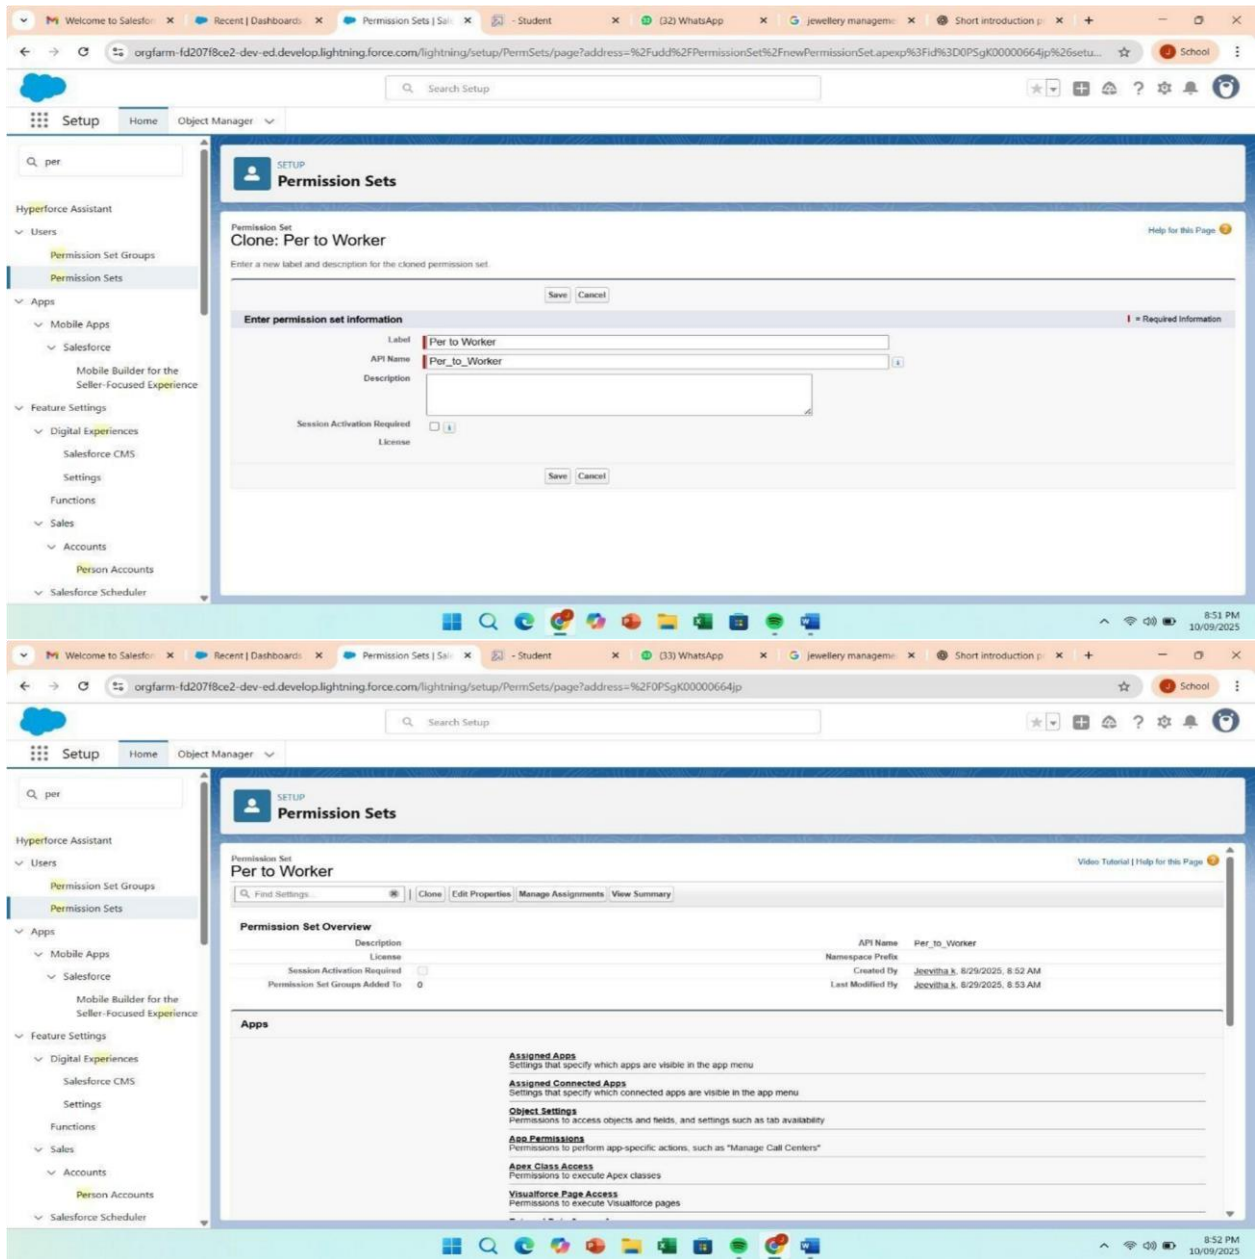 Welcome to Salesfor
Recent | Dashboards
Permission Sets | Sal
- Student
(32) WhatsApp
jewellery manageme
Short introduction p
orgfarm-fd207f8ce2-dev-ed.develop.lightning.force.com/lightning/setup/PermSets/page?address=%2Fudd%2FPermissionSet%2FnewPermissionSet.apexp%3Fid%3D0PSgK00000664jp%26setu...
School
Search Setup
Setup
Home
Object Manager
per
SETUP
Permission Sets
Hyperforce Assistant
Users
Permission Set Groups
Permission Sets
Apps
Mobile Apps
Salesforce
Mobile Builder for the
Seller-Focused Experience
Feature Settings
Digital Experiences
Salesforce CMS
Settings
Functions
Sales
Accounts
Person Accounts
Salesforce Scheduler
Permission Set
Clone: Per to Worker
Help for this Page
Enter a new label and description for the cloned permission set.
Save Cancel
Enter permission set information
= Required Information
Label Per to Worker
API Name Per_to_Worker
Description
Session Activation Required
License
Save Cancel
8:51 PM
10/09/2025
Welcome to Salesfor
Recent | Dashboards
Permission Sets | Sal
- Student
(33) WhatsApp
jewellery manageme
Short introduction p
orgfarm-fd207f8ce2-dev-ed.develop.lightning.force.com/lightning/setup/PermSets/page?address=%2F0PSgK00000664jp
School
Search Setup
Setup
Home
Object Manager
per
SETUP
Permission Sets
Hyperforce Assistant
Users
Permission Set Groups
Permission Sets
Apps
Mobile Apps
Salesforce
Mobile Builder for the
Seller-Focused Experience
Feature Settings
Digital Experiences
Salesforce CMS
Settings
Functions
Sales
Accounts
Person Accounts
Salesforce Scheduler
Permission Set
Per to Worker
Video Tutorial | Help for this Page
Find Settings...
Clone Edit Properties Manage Assignments View Summary
Permission Set Overview
Description
API Name Per_to_Worker
License
Namespace Prefix
Session Activation Required
Created By Jeevitha k, 8/29/2025, 8:52 AM
Permission Set Groups Added To 0
Last Modified By Jeevitha k, 8/29/2025, 8:53 AM
Apps
Assigned Apps
Settings that specify which apps are visible in the app menu
Assigned Connected Apps
Settings that specify which connected apps are visible in the app menu
Object Settings
Permissions to access objects and fields, and settings such as tab availability
App Permissions
Permissions to perform app-specific actions, such as "Manage Call Centers"
Apex Class Access
Permissions to execute Apex classes
Visualforce Page Access
Permissions to execute Visualforce pages
8:52 PM
10/09/2025